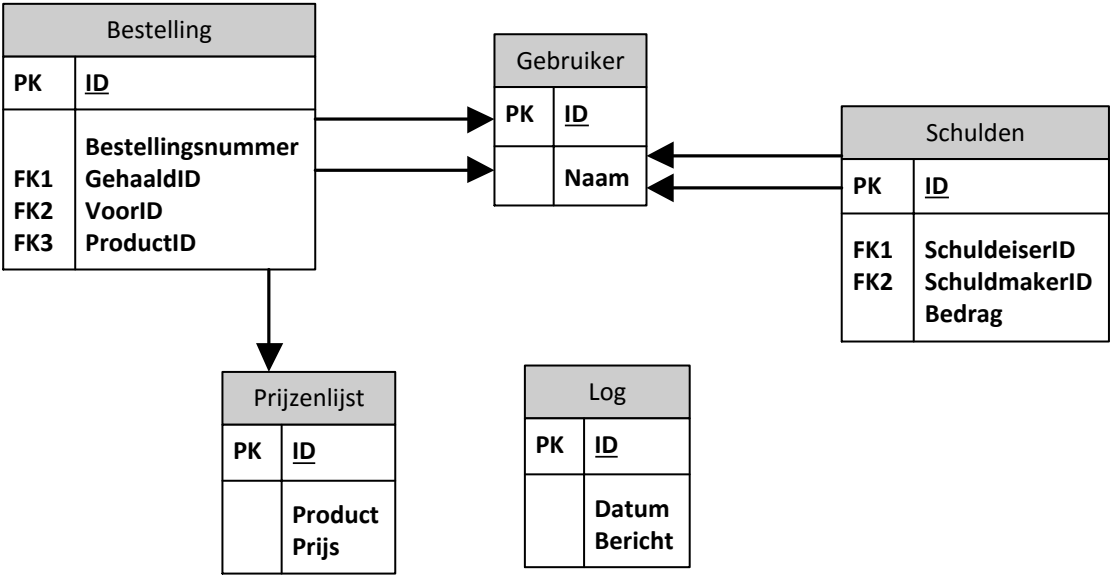 Bestelling
PK ID
Bestellingsnummer
FK1 GehaaldID
FK2 VoorID
FK3 ProductID
Gebruiker
PK ID
Naam
Schulden
PK ID
FK1 SchuldeiserID
FK2 SchuldmakerID
Bedrag
Prijzenlijst
PK ID
Product
Prijs
Log
PK ID
Datum
Bericht